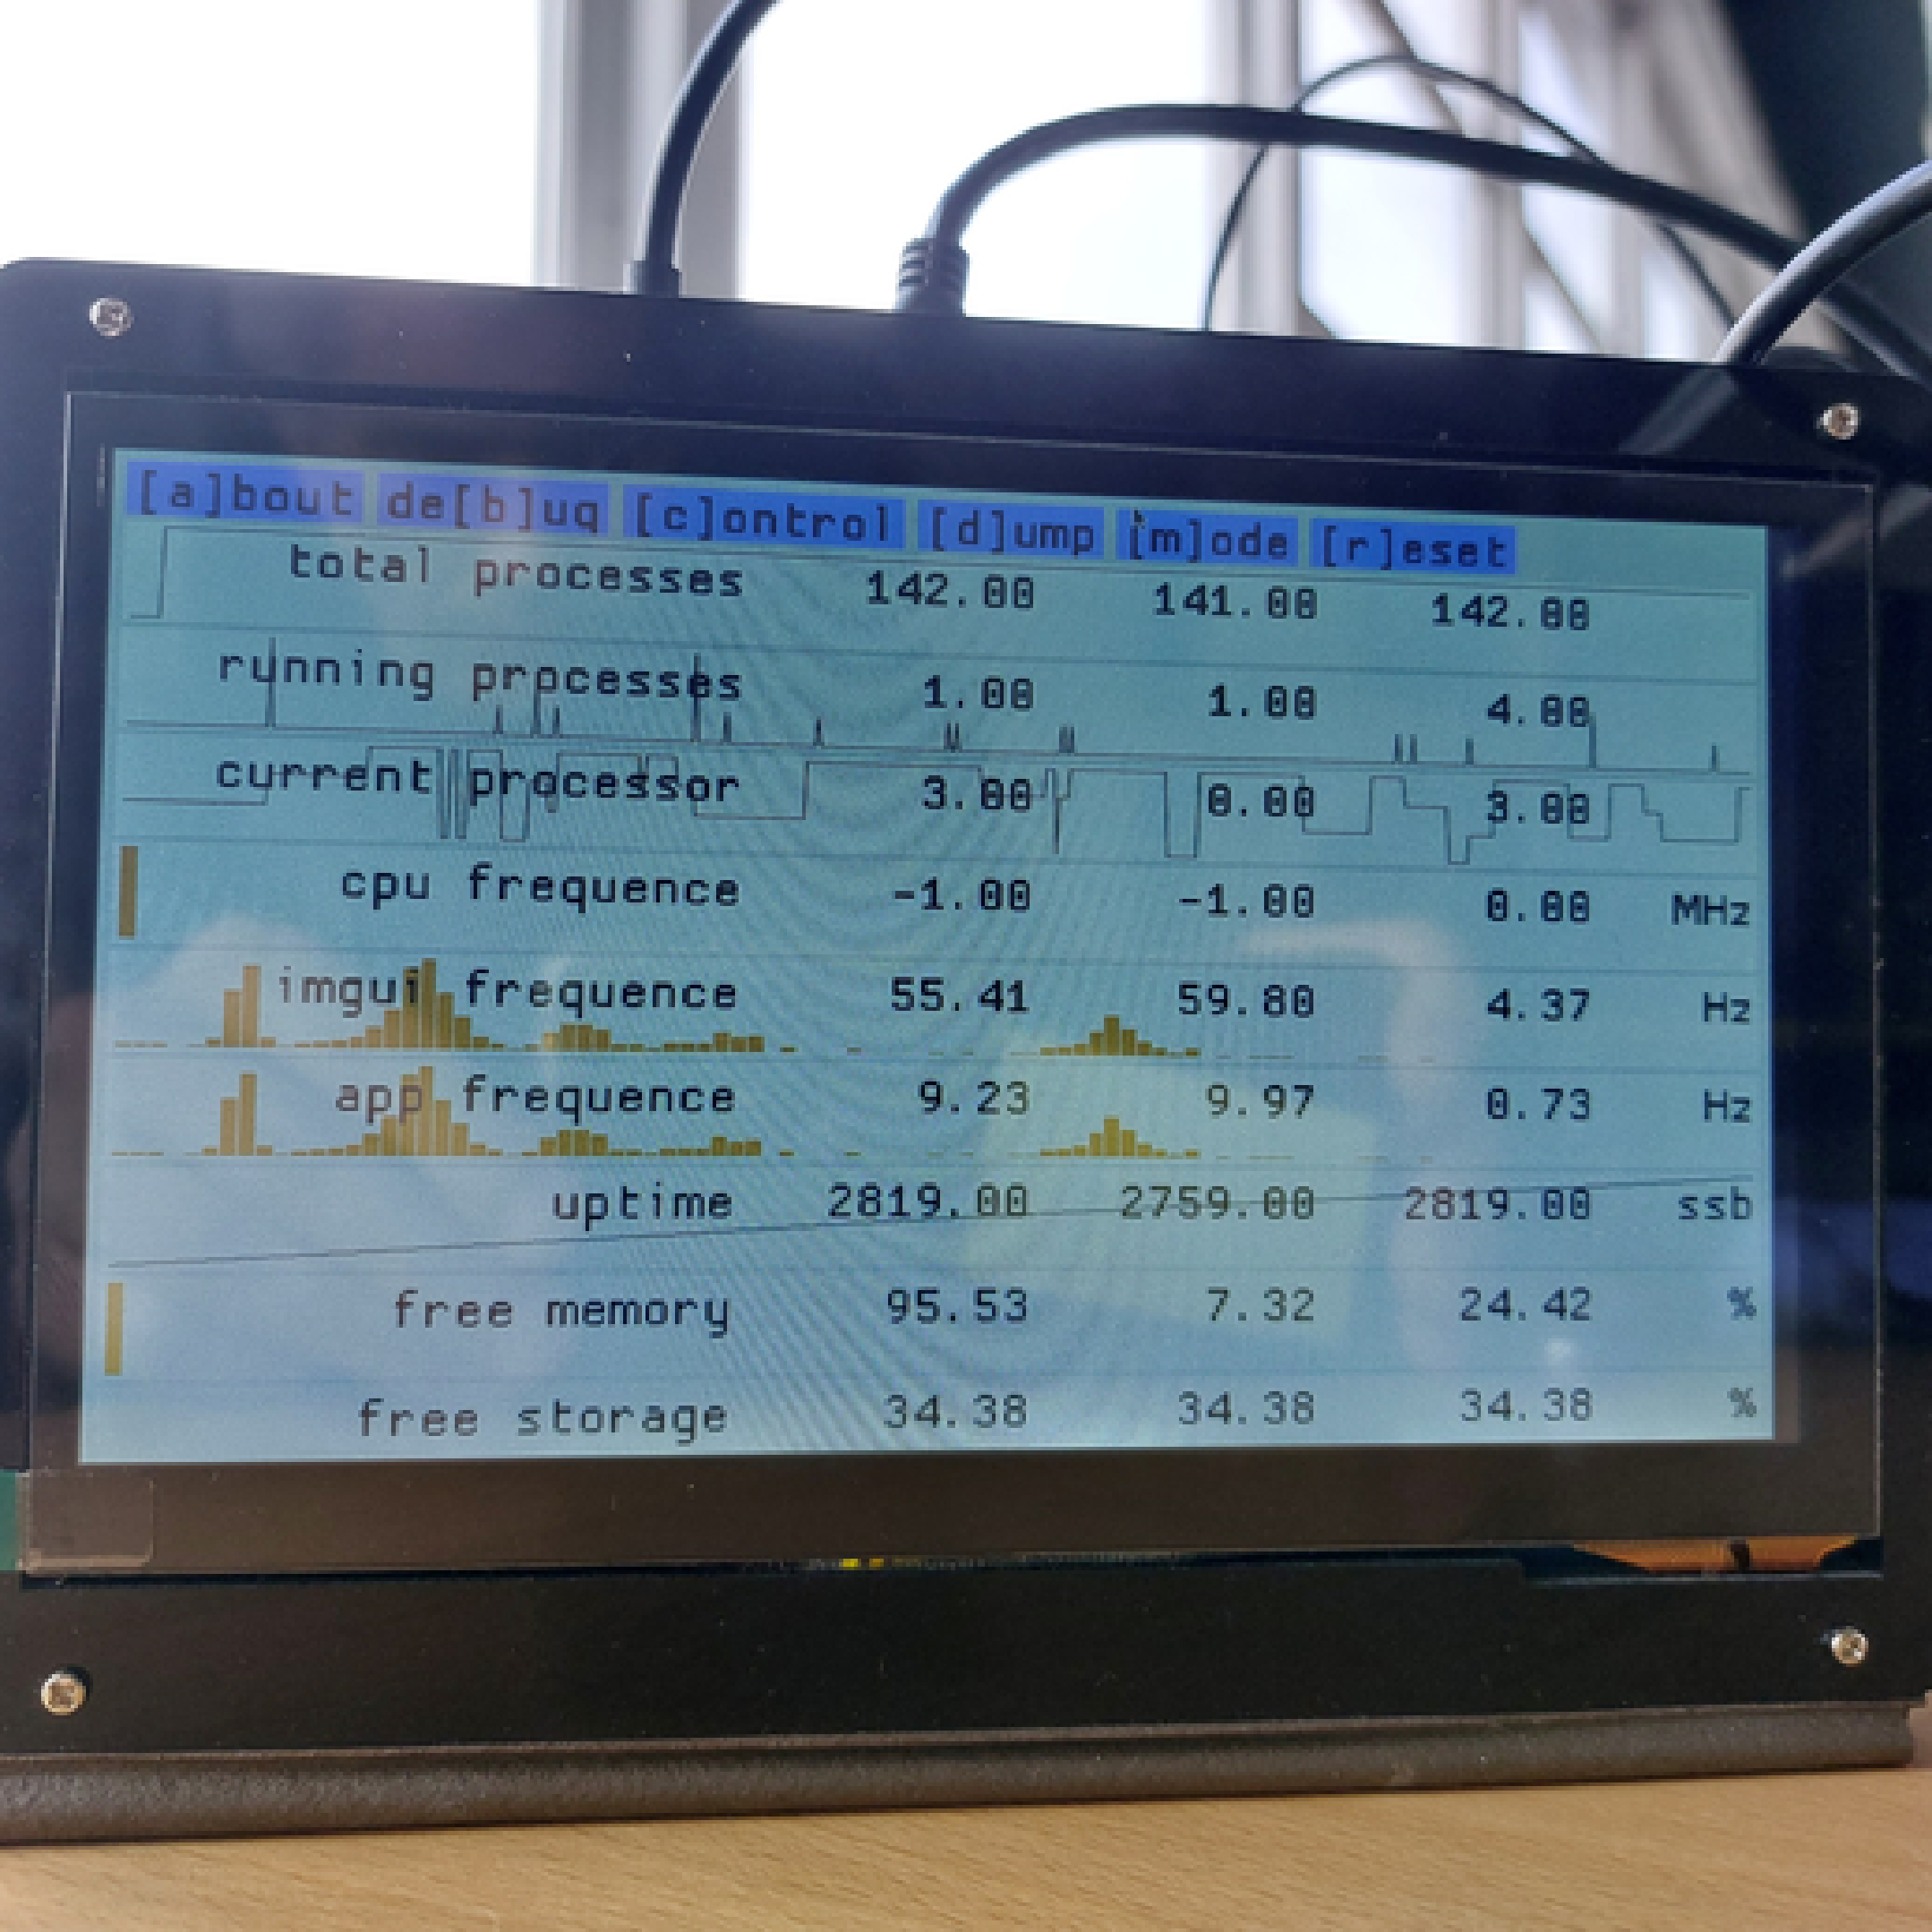 [a]bout de[b]ug [c]ontrol [d]ump [m]ode [r]eset
total processes 142.00 141.00 142.00
running processes 1.00 1.00 4.00
current processor 3.00 0.00 3.00
cpu frequence -1.00 -1.00 0.00 MHz
imgui frequence 55.41 59.80 4.37 Hz
app frequence 9.23 9.97 0.73 Hz
uptime 2819.00 2759.00 2819.00 ssb
free memory 95.53 7.32 24.42 %
free storage 34.38 34.38 34.38 %